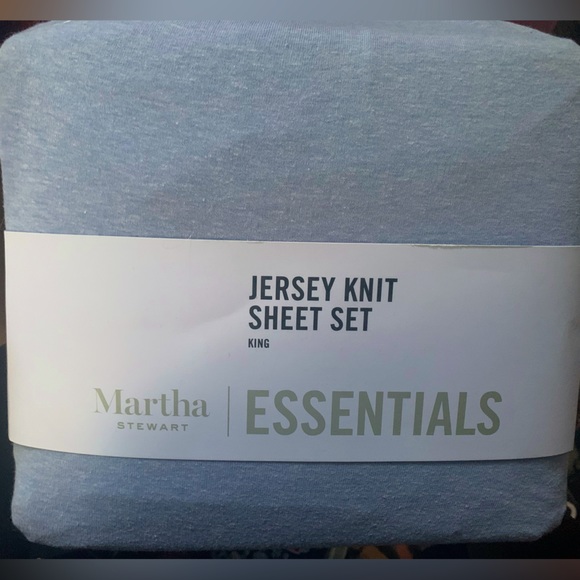 JERSEY KNIT
SHEET SET
KING
Martha
STEWART
ESSENTIALS